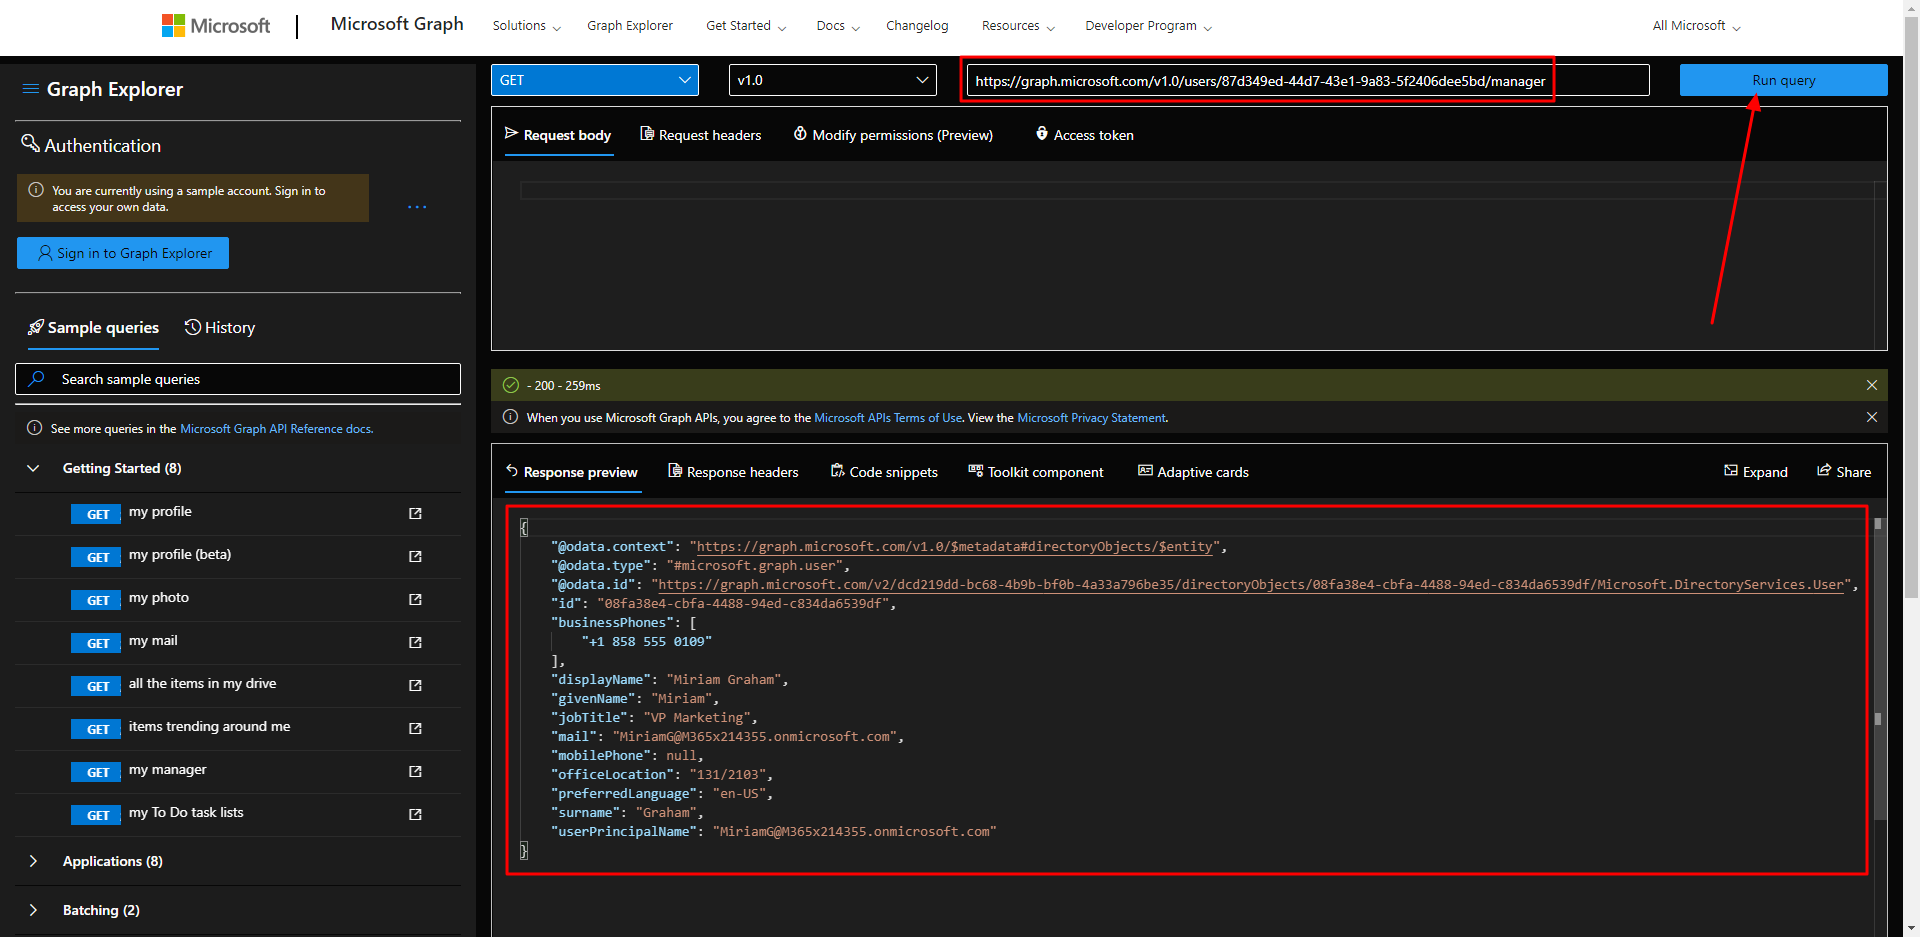 Microsoft | Microsoft Graph Solutions Graph Explorer Get Started Docs Changelog Resources Developer Program All Microsoft
Graph Explorer
GET v1.0 https://graph.microsoft.com/v1.0/users/87d349ed-44d7-43e1-9a83-5f2406dee5bd/manager Run query
Authentication
You are currently using a sample account. Sign in to
access your own data.
...
Sign in to Graph Explorer
Request body Request headers Modify permissions (Preview) Access token
Sample queries History
Search sample queries
See more queries in the Microsoft Graph API Reference docs.
Getting Started (8)
GET my profile
GET my profile (beta)
GET my photo
GET my mail
GET all the items in my drive
GET items trending around me
GET my manager
GET my To Do task lists
Applications (8)
Batching (2)
- 200 - 259ms
When you use Microsoft Graph APIs, you agree to the Microsoft APIs Terms of Use. View the Microsoft Privacy Statement.
Response preview Response headers Code snippets Toolkit component Adaptive cards Expand Share
{
"@odata.context": "https://graph.microsoft.com/v1.0/$metadata#directoryObjects/$entity",
"@odata.type": "#microsoft.graph.user",
"@odata.id": "https://graph.microsoft.com/v2/dcd219dd-bc68-4b9b-bf0b-4a33a796be35/directoryObjects/08fa38e4-cbfa-4488-94ed-c834da6539df/Microsoft.DirectoryServices.User",
"id": "08fa38e4-cbfa-4488-94ed-c834da6539df",
"businessPhones": [
"+1 858 555 0109"
],
"displayName": "Miriam Graham",
"givenName": "Miriam",
"jobTitle": "VP Marketing",
"mail": "MiriamG@M365x214355.onmicrosoft.com",
"mobilePhone": null,
"officeLocation": "131/2103",
"preferredLanguage": "en-US",
"surname": "Graham",
"userPrincipalName": "MiriamG@M365x214355.onmicrosoft.com"
}